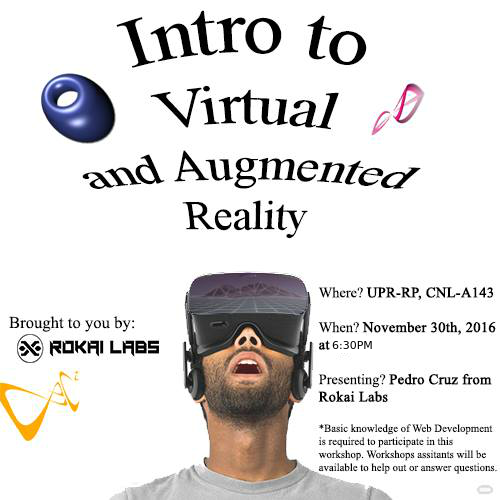 Intro to
Virtual
and Augmented
Reality
Where? UPR-RP, CNL-A143
When? November 30th, 2016
at 6:30PM
Presenting? Pedro Cruz from
Rokai Labs
*Basic knowledge of Web Development
is required to participate in this
workshop. Workshops assitants will be
available to help out or answer questions.
Brought to you by:
ROKAI LABS